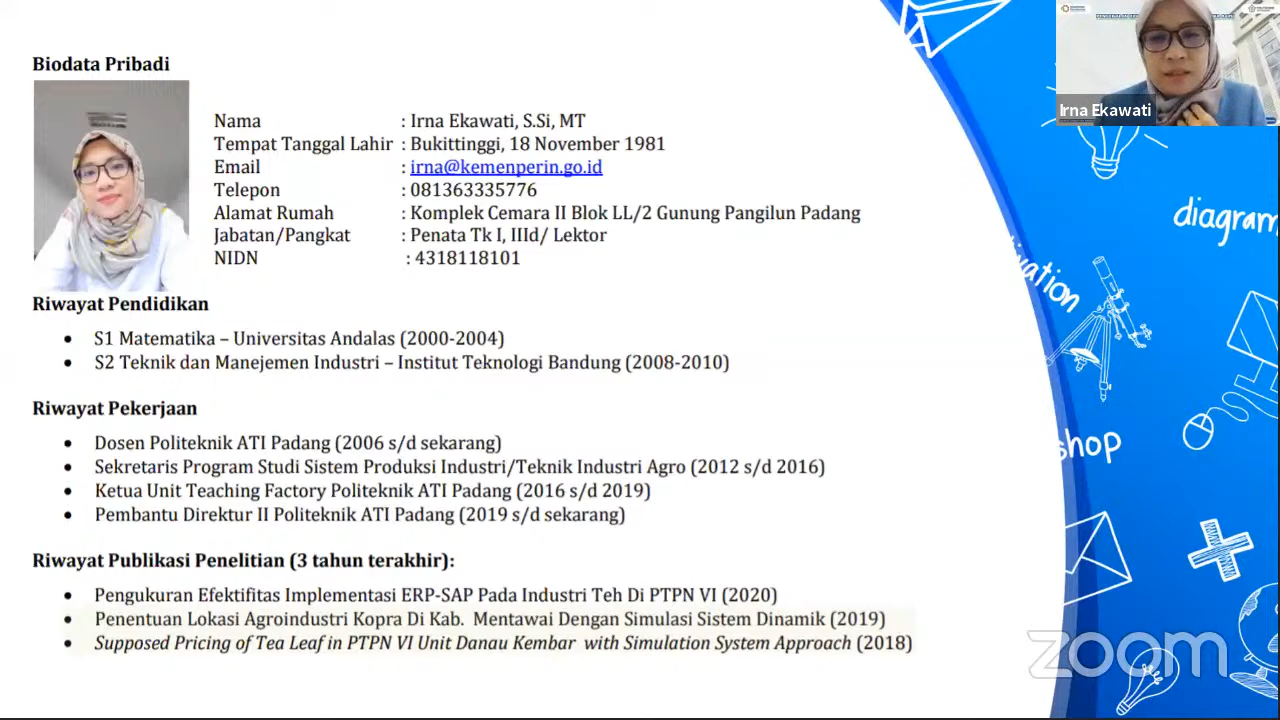 Biodata Pribadi
Nama : Irna Ekawati, S.Si, MT
Tempat Tanggal Lahir : Bukittinggi, 18 November 1981
Email : irna@kemenperin.go.id
Telepon : 081363335776
Alamat Rumah : Komplek Cemara II Blok LL/2 Gunung Pangilun Padang
Jabatan/Pangkat : Penata Tk I, IIId/ Lektor
NIDN : 4318118101
Riwayat Pendidikan
• S1 Matematika – Universitas Andalas (2000-2004)
• S2 Teknik dan Manejemen Industri – Institut Teknologi Bandung (2008-2010)
Riwayat Pekerjaan
• Dosen Politeknik ATI Padang (2006 s/d sekarang)
• Sekretaris Program Studi Sistem Produksi Industri/Teknik Industri Agro (2012 s/d 2016)
• Ketua Unit Teaching Factory Politeknik ATI Padang (2016 s/d 2019)
• Pembantu Direktur II Politeknik ATI Padang (2019 s/d sekarang)
Riwayat Publikasi Penelitian (3 tahun terakhir):
• Pengukuran Efektifitas Implementasi ERP-SAP Pada Industri Teh Di PTPN VI (2020)
• Penentuan Lokasi Agroindustri Kopra Di Kab. Mentawai Dengan Simulasi Sistem Dinamik (2019)
• Supposed Pricing of Tea Leaf in PTPN VI Unit Danau Kembar with Simulation System Approach (2018)
Irna Ekawati
diagram
ivation
shop
zoom